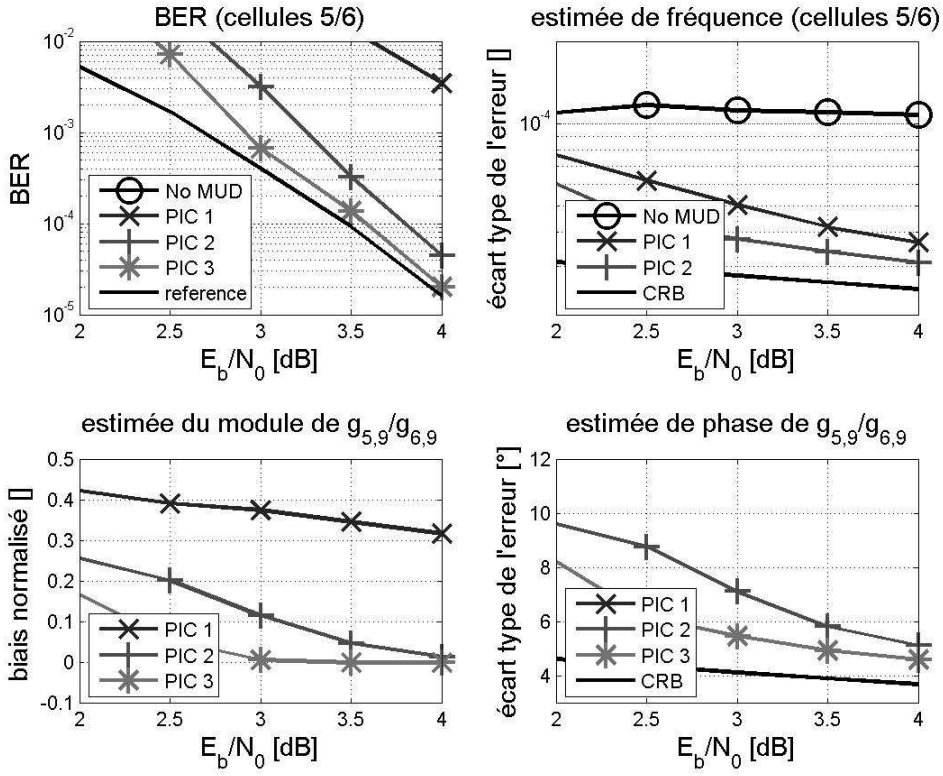 BER (cellules 5/6)
10^-2
10^-3
10^-4
10^-5
BER
No MUD
PIC 1
PIC 2
PIC 3
reference
2 2.5 3 3.5 4
E_b/N_0 [dB]
estimée de fréquence (cellules 5/6)
écart type de l'erreur []
10^-4
No MUD
PIC 1
PIC 2
CRB
2 2.5 3 3.5 4
E_b/N_0 [dB]
estimée du module de g_5,9/g_6,9
biais normalisé []
0.5
0.4
0.3
0.2
0.1
0
-0.1
PIC 1
PIC 2
PIC 3
2 2.5 3 3.5 4
E_b/N_0 [dB]
estimée de phase de g_5,9/g_6,9
écart type de l'erreur [°]
12
10
8
6
4
PIC 1
PIC 2
PIC 3
CRB
2 2.5 3 3.5 4
E_b/N_0 [dB]